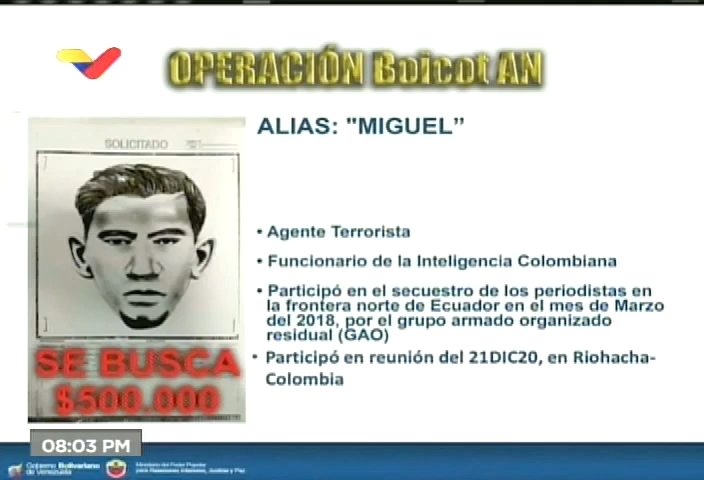 OPERACIÓN Boicot AN
ALIAS: "MIGUEL”
SOLICITADO
• Agente Terrorista
• Funcionario de la Inteligencia Colombiana
• Participó en el secuestro de los periodistas en
la frontera norte de Ecuador en el mes de Marzo
del 2018, por el grupo armado organizado
residual (GAO)
• Participó en reunión del 21DIC20, en Riohacha-
Colombia
SE BUSCA
$500.000
08:03 PM
Gobierno Bolivariano
de Venezuela
Ministerio del Poder Popular
para Relaciones Interiores, Justicia y Paz